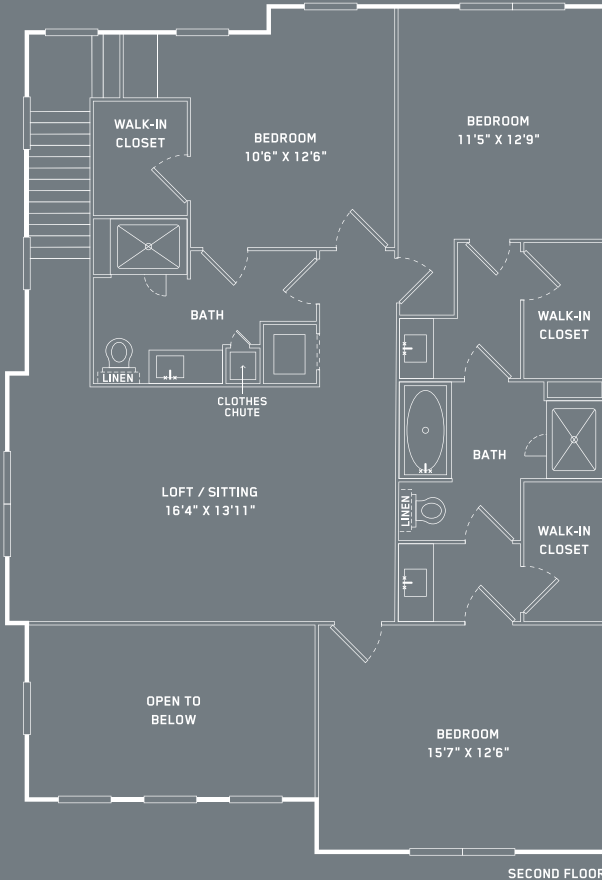 WALK-IN
CLOSET
BEDROOM
10'6" X 12'6"
BEDROOM
11'5" X 12'9"
BATH
LINEN
CLOTHES
CHUTE
WALK-IN
CLOSET
BATH
LINEN
LOFT / SITTING
16'4" X 13'11"
WALK-IN
CLOSET
OPEN TO
BELOW
BEDROOM
15'7" X 12'6"
SECOND FLOOR